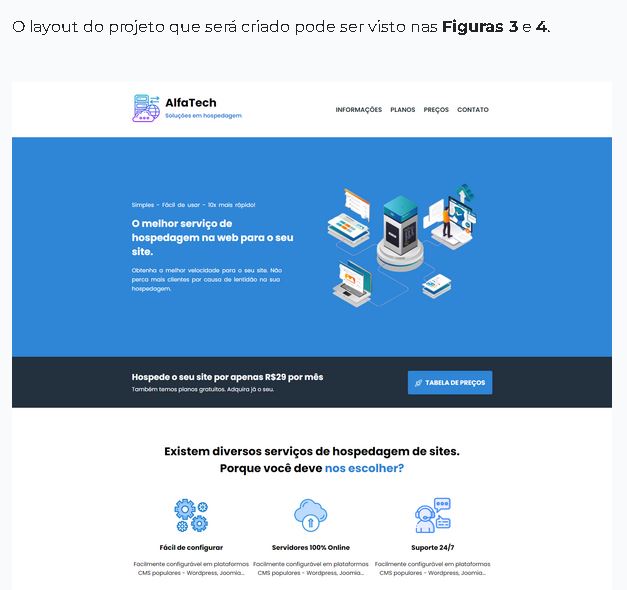 O layout do projeto que será criado pode ser visto nas Figuras 3 e 4.
AlfaTech
Soluções em hospedagem
INFORMAÇÕES PLANOS PREÇOS CONTATO
Simples - Fácil de usar - 10x mais rápido!
O melhor serviço de
hospedagem na web para o seu
site.
Obtenha a melhor velocidade para o seu site. Não
perca mais clientes por causa de lentidão na sua
hospedagem.
Hospede o seu site por apenas R$29 por mês
Também temos planos gratuitos. Adquira já o seu.
TABELA DE PREÇOS
Existem diversos serviços de hospedagem de sites.
Porque você deve nos escolher?
Fácil de configurar
Facilmente configurável em plataformas
CMS populares - Wordpress, Joomla...
Servidores 100% Online
Facilmente configurável em plataformas
CMS populares - Wordpress, Joomla...
Suporte 24/7
Facilmente configurável em plataformas
CMS populares - Wordpress, Joomla...